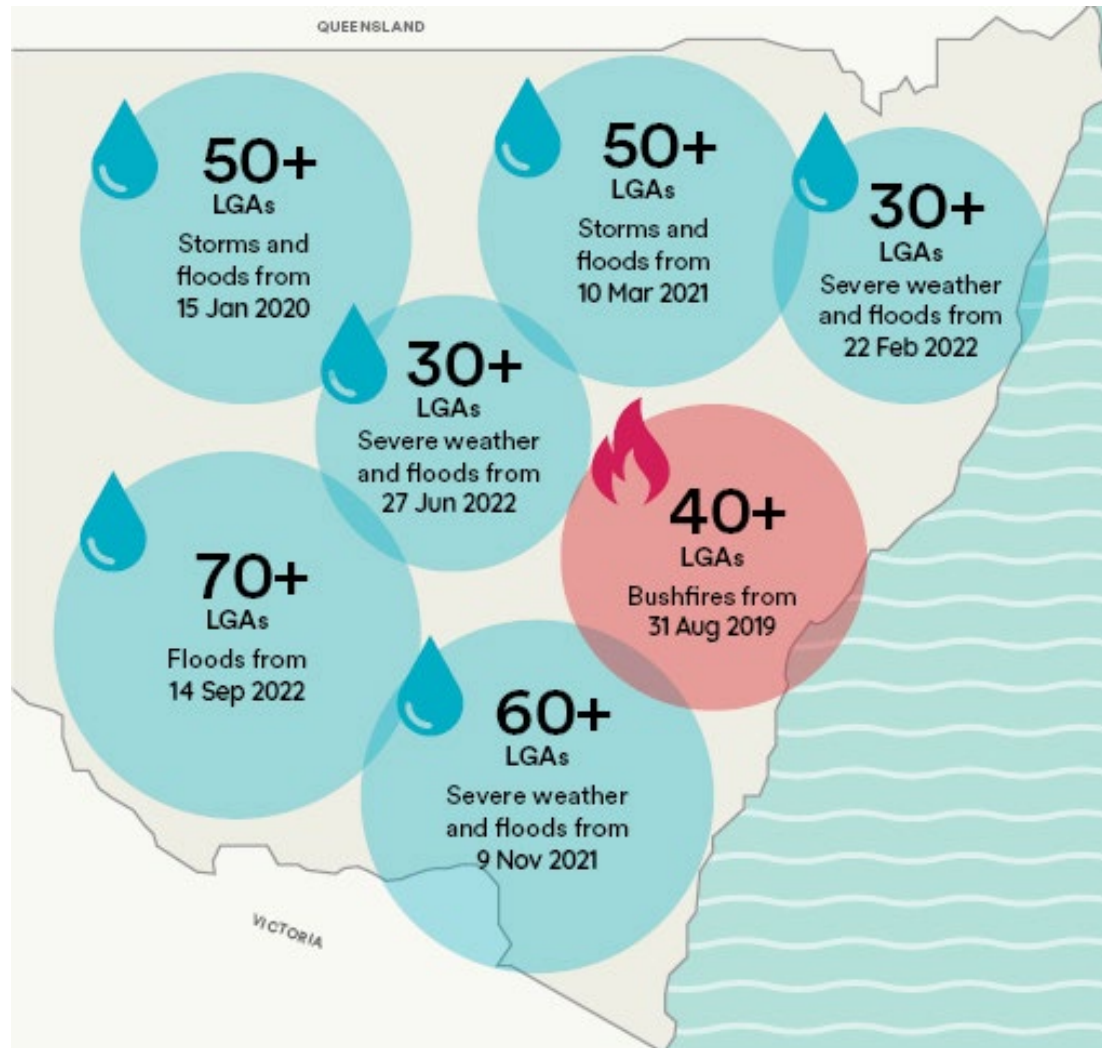 QUEENSLAND
50+
LGAs
Storms and
floods from
15 Jan 2020
50+
LGAs
Storms and
floods from
10 Mar 2021
30+
LGAs
Severe weather
and floods from
22 Feb 2022
30+
LGAs
Severe weather
and floods from
27 Jun 2022
40+
LGAs
Bushfires from
31 Aug 2019
70+
LGAs
Floods from
14 Sep 2022
60+
LGAs
Severe weather
and floods from
9 Nov 2021
VICTORIA